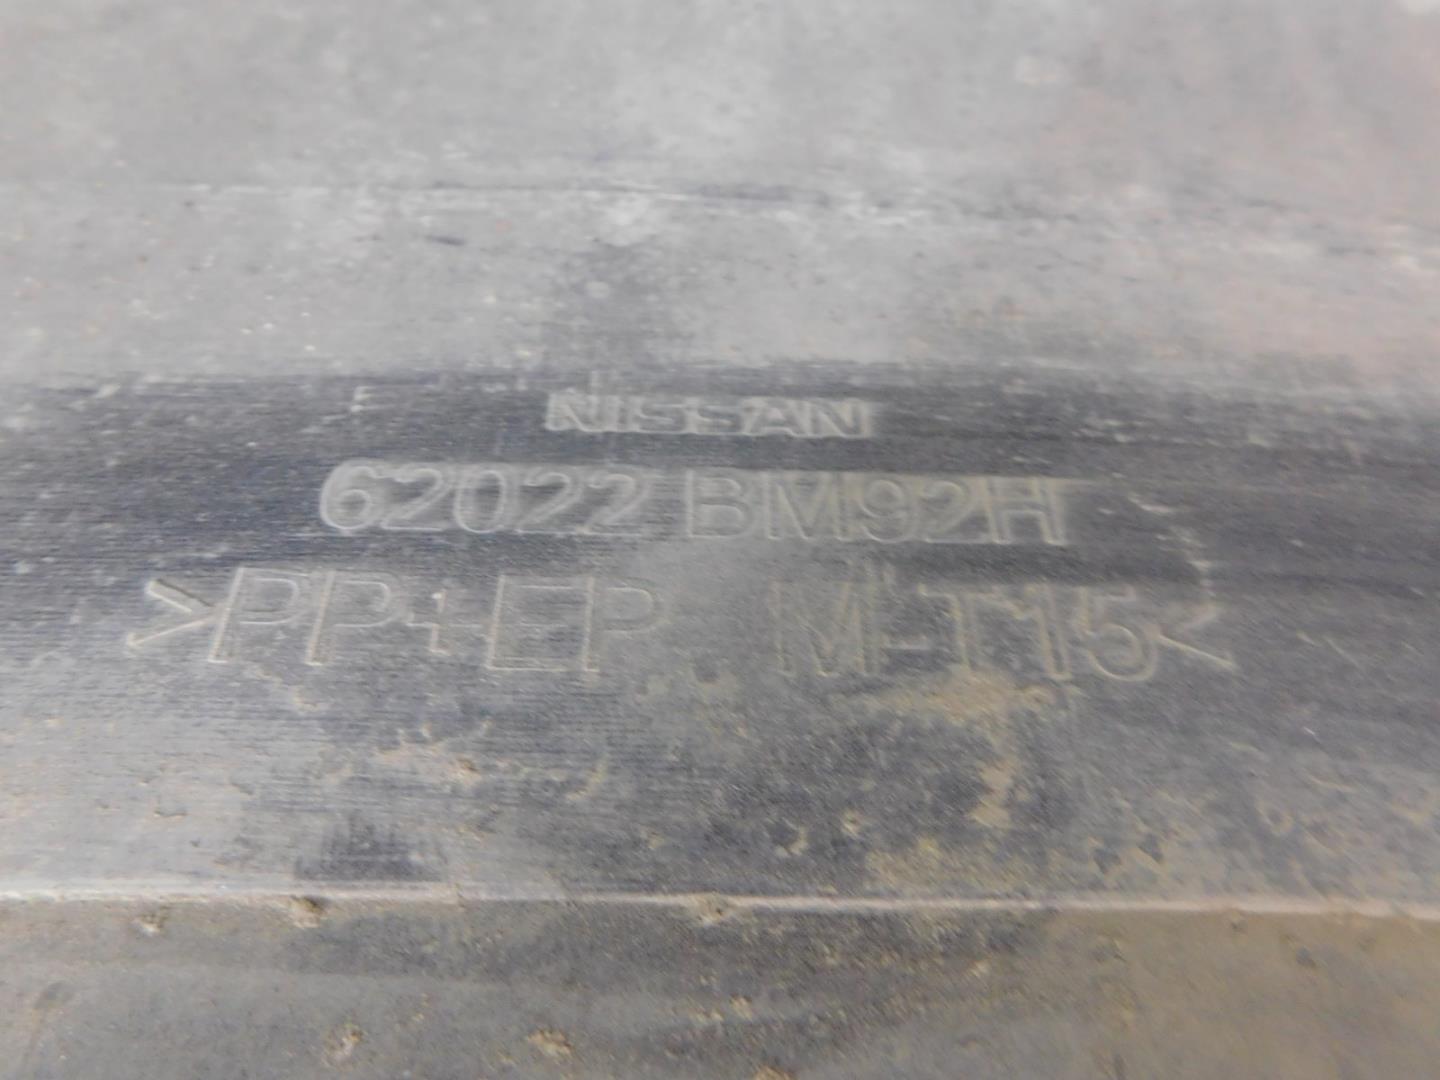 NISSAN
62022 BM92H
>PP+EP M-T15<